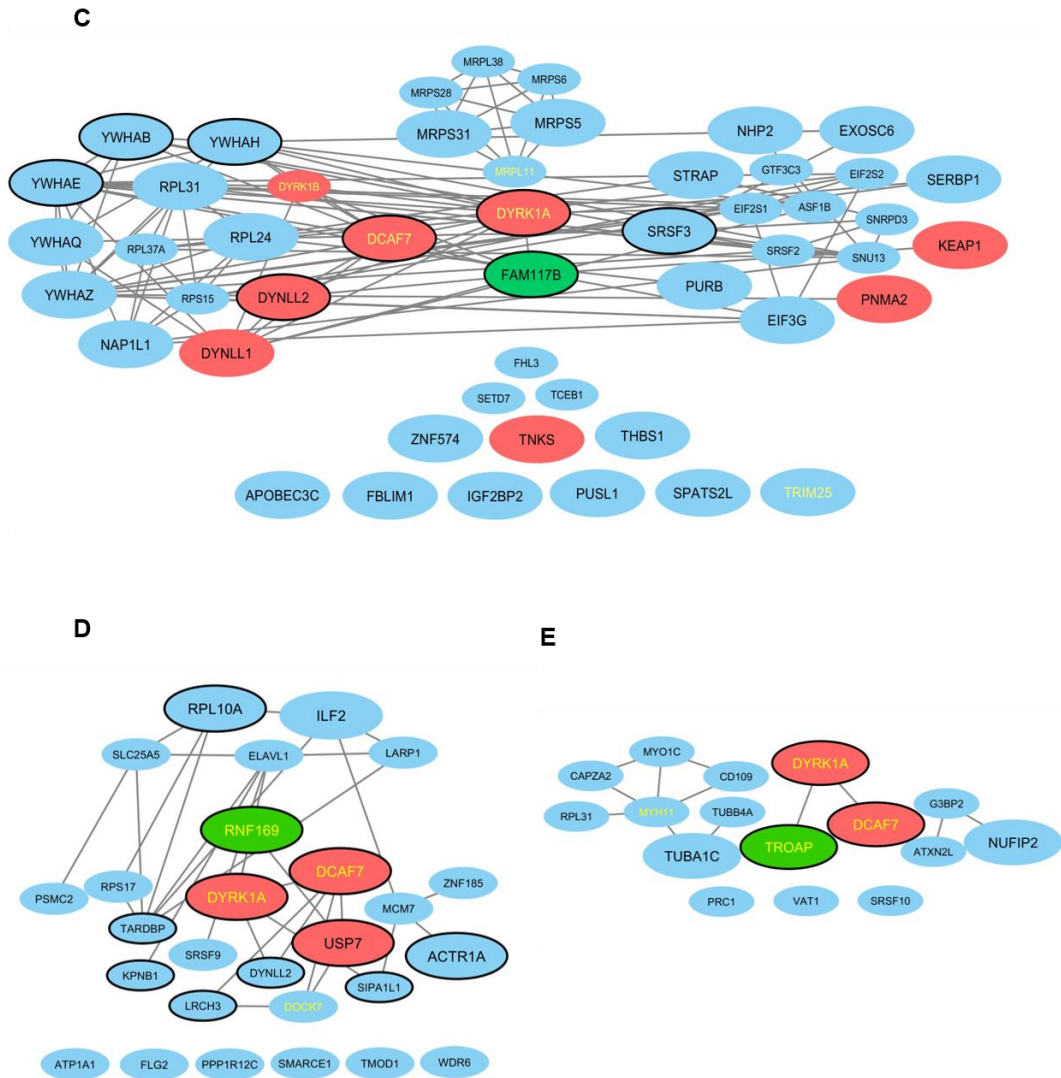 C
MRPL38
MRPS28
MRPS6
MRPS31
MRPS5
MRPL11
YWHAB
YWHAH
YWHAE
RPL31
DYRK1B
YWHAQ
RPL37A
RPL24
YWHAZ
RPS15
NAP1L1
DYNLL1
DYNLL2
DCAF7
DYRK1A
FAM117B
NHP2
EXOSC6
STRAP
GTF3C3
EIF2S2
SERBP1
EIF2S1
ASF1B
SNRPD3
SRSF3
SRSF2
SNU13
KEAP1
PURB
PNMA2
EIF3G
FHL3
SETD7
TCEB1
ZNF574
TNKS
THBS1
APOBEC3C
FBLIM1
IGF2BP2
PUSL1
SPATS2L
TRIM25
D
RPL10A
ILF2
SLC25A5
ELAVL1
LARP1
RNF169
DCAF7
PSMC2
RPS17
DYRK1A
ZNF185
MCM7
TARDBP
USP7
SRSF9
ACTR1A
KPNB1
DYNLL2
SIPA1L1
LRCH3
DOCK7
ATP1A1
FLG2
PPP1R12C
SMARCE1
TMOD1
WDR6
E
MYO1C
DYRK1A
CAPZA2
CD109
RPL31
MYH11
TUBB4A
G3BP2
DCAF7
TUBA1C
TROAP
ATXN2L
NUFIP2
PRC1
VAT1
SRSF10